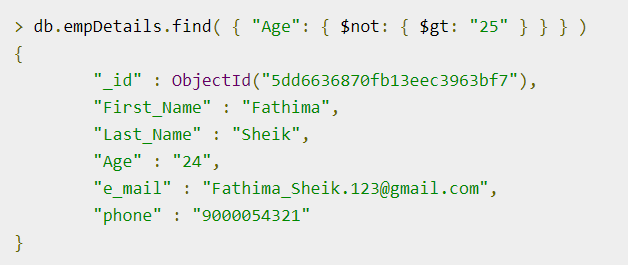 > db.empDetails.find( { "Age": { $not: { $gt: "25" } } } )
{
"_id" : ObjectId("5dd6636870fb13eec3963bf7"),
"First_Name" : "Fathima",
"Last_Name" : "Sheik",
"Age" : "24",
"e_mail" : "Fathima_Sheik.123@gmail.com",
"phone" : "9000054321"
}